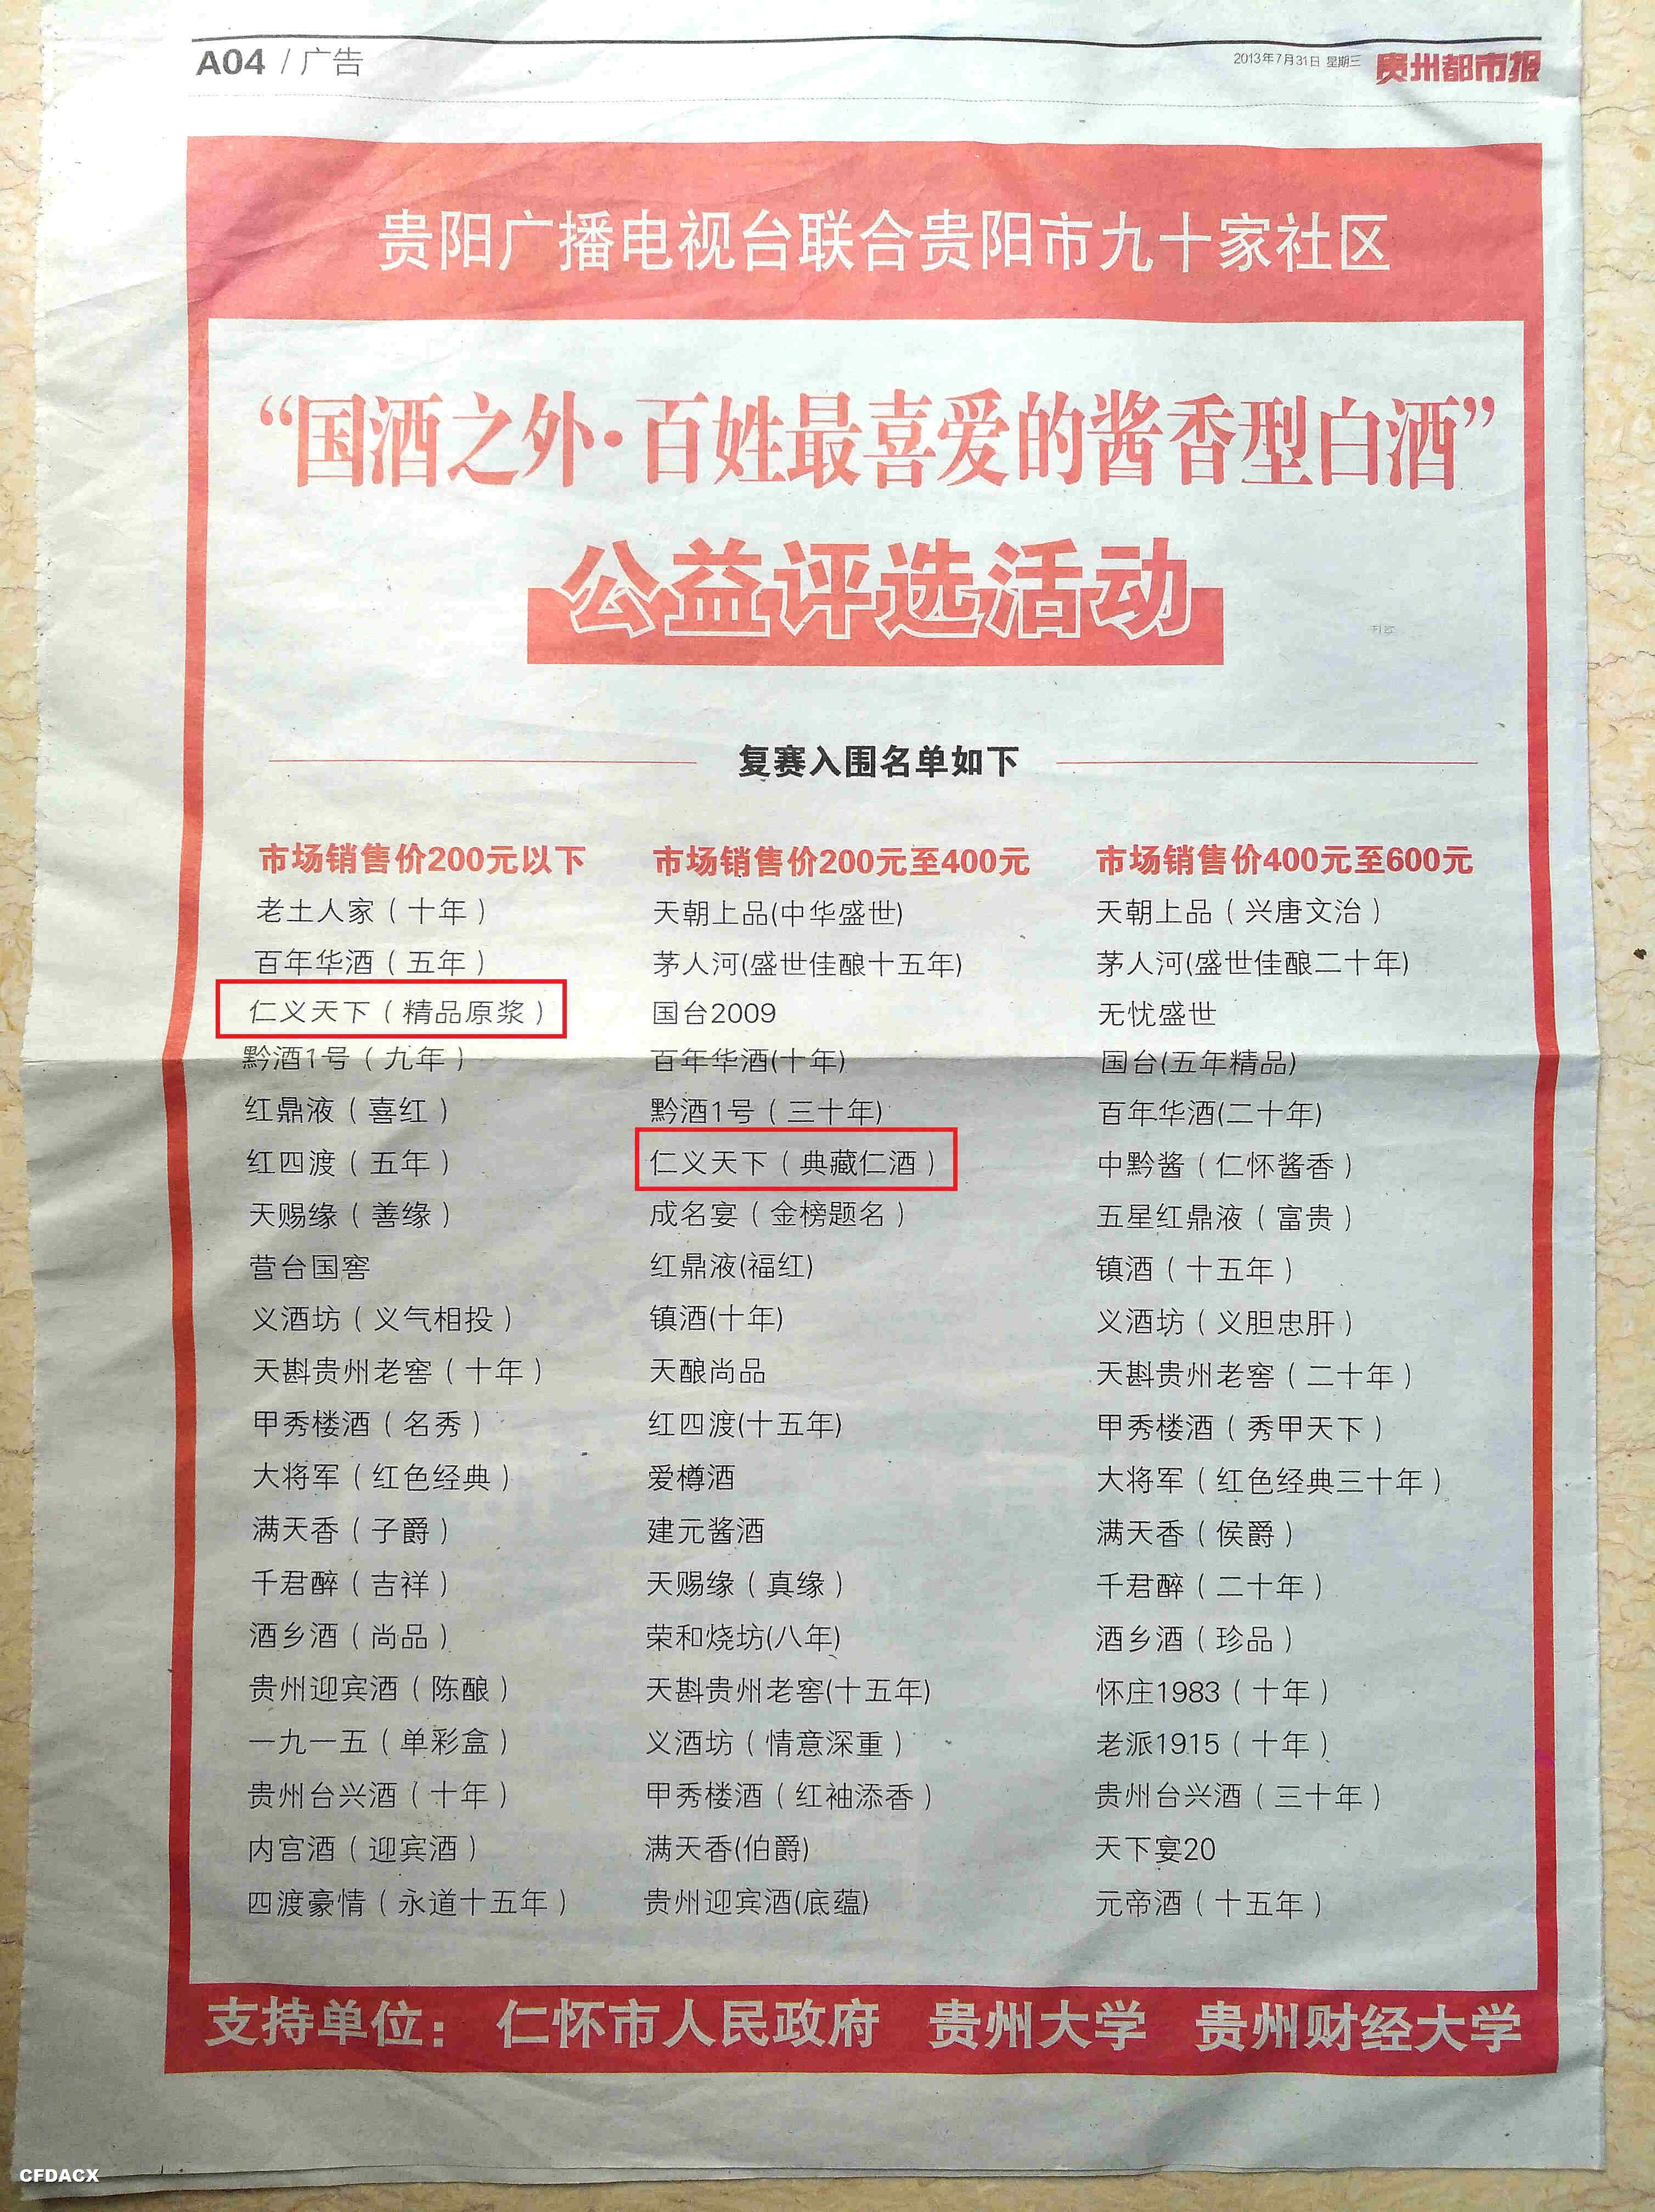 A04 / 广告
2013年7月31日 星期三 贵州都市报
贵阳广播电视台联合贵阳市九十家社区
“国酒之外·百姓最喜爱的酱香型白酒”
公益评选活动
复赛入围名单如下
市场销售价200元以下
老土人家（十年）
百年华酒（五年）
仁义天下（精品原浆）
黔酒1号（九年）
红鼎液（喜红）
红四渡（五年）
天赐缘（善缘）
营台国窖
义酒坊（义气相投）
天斟贵州老窖（十年）
甲秀楼酒（名秀）
大将军（红色经典）
满天香（子爵）
千君醉（吉祥）
酒乡酒（尚品）
贵州迎宾酒（陈酿）
一九一五（单彩盒）
贵州台兴酒（十年）
内宫酒（迎宾酒）
四渡豪情（永道十五年）
市场销售价200元至400元
天朝上品(中华盛世)
茅人河(盛世佳酿十五年)
国台2009
百年华酒(十年)
黔酒1号（三十年)
仁义天下（典藏仁酒）
成名宴（金榜题名）
红鼎液(福红)
镇酒(十年)
天酿尚品
红四渡(十五年)
爱樽酒
建元酱酒
天赐缘（真缘）
荣和烧坊(八年)
天斟贵州老窖(十五年)
义酒坊（情意深重）
甲秀楼酒（红袖添香）
满天香(伯爵)
贵州迎宾酒(底蕴)
市场销售价400元至600元
天朝上品（兴唐文治）
茅人河(盛世佳酿二十年)
无忧盛世
国台(五年精品)
百年华酒(二十年)
中黔酱（仁怀酱香）
五星红鼎液（富贵）
镇酒（十五年）
义酒坊（义胆忠肝）
天斟贵州老窖（二十年）
甲秀楼酒（秀甲天下）
大将军（红色经典三十年）
满天香（侯爵）
千君醉（二十年）
酒乡酒（珍品）
怀庄1983（十年）
老派1915（十年）
贵州台兴酒（三十年）
天下宴20
元帝酒（十五年）
支持单位： 仁怀市人民政府 贵州大学 贵州财经大学
CFDACX